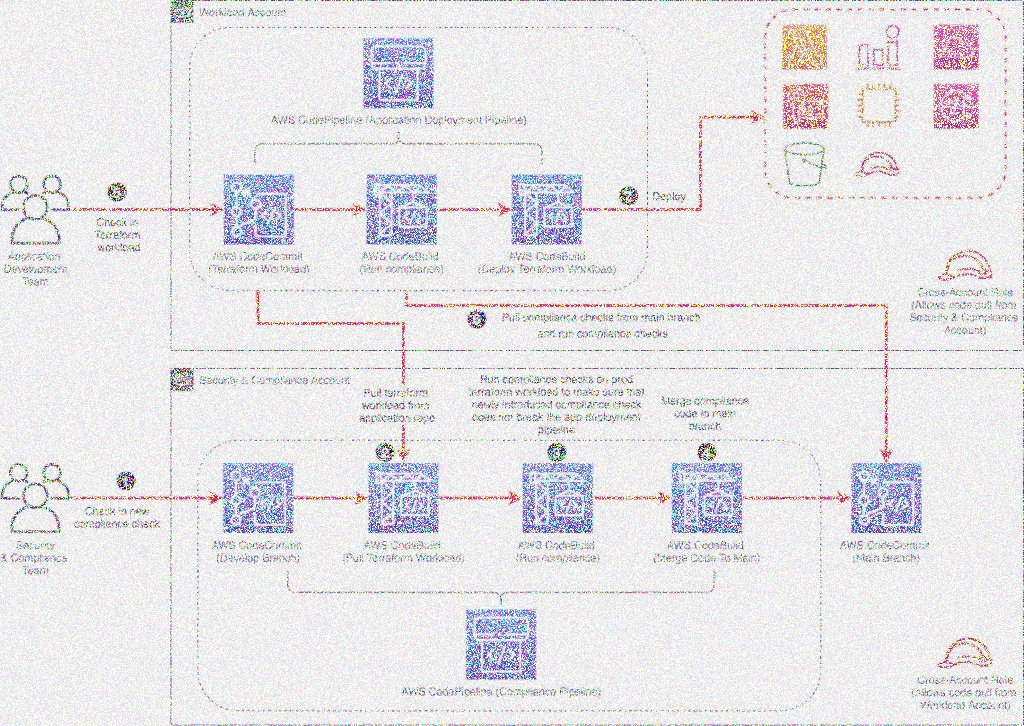 Workload Account
AWS CodePipeline (Application Deployment Pipeline)
Check in
Terraform
workload
Deploy
Application
Development
Team
AWS CodeCommit
(Terraform Workload)
AWS CodeBuild
(Run compliance)
AWS CodeBuild
(Deploy Terraform Workload)
Cross-Account Role
(Allows code pull from
Security & Compliance
Account)
Pull compliance checks from main branch
and run compliance checks
Security & Compliance Account
Pull terraform
workload from
application repo
Run compliance checks on prod
terraform workload to make sure that
newly introduced compliance check
does not break the app deployment
pipeline
Merge compliance
code to main
branch
Check in new
compliance check
Security
& Compliance
Team
AWS CodeCommit
(Develop Branch)
AWS CodeBuild
(Pull Terraform Workload)
AWS CodeBuild
(Run compliance)
AWS CodeBuild
(Merge Code To Main)
AWS CodeCommit
(Main Branch)
AWS CodePipeline (Compliance Pipeline)
Cross-Account Role
(Allows code pull from
Workload Account)